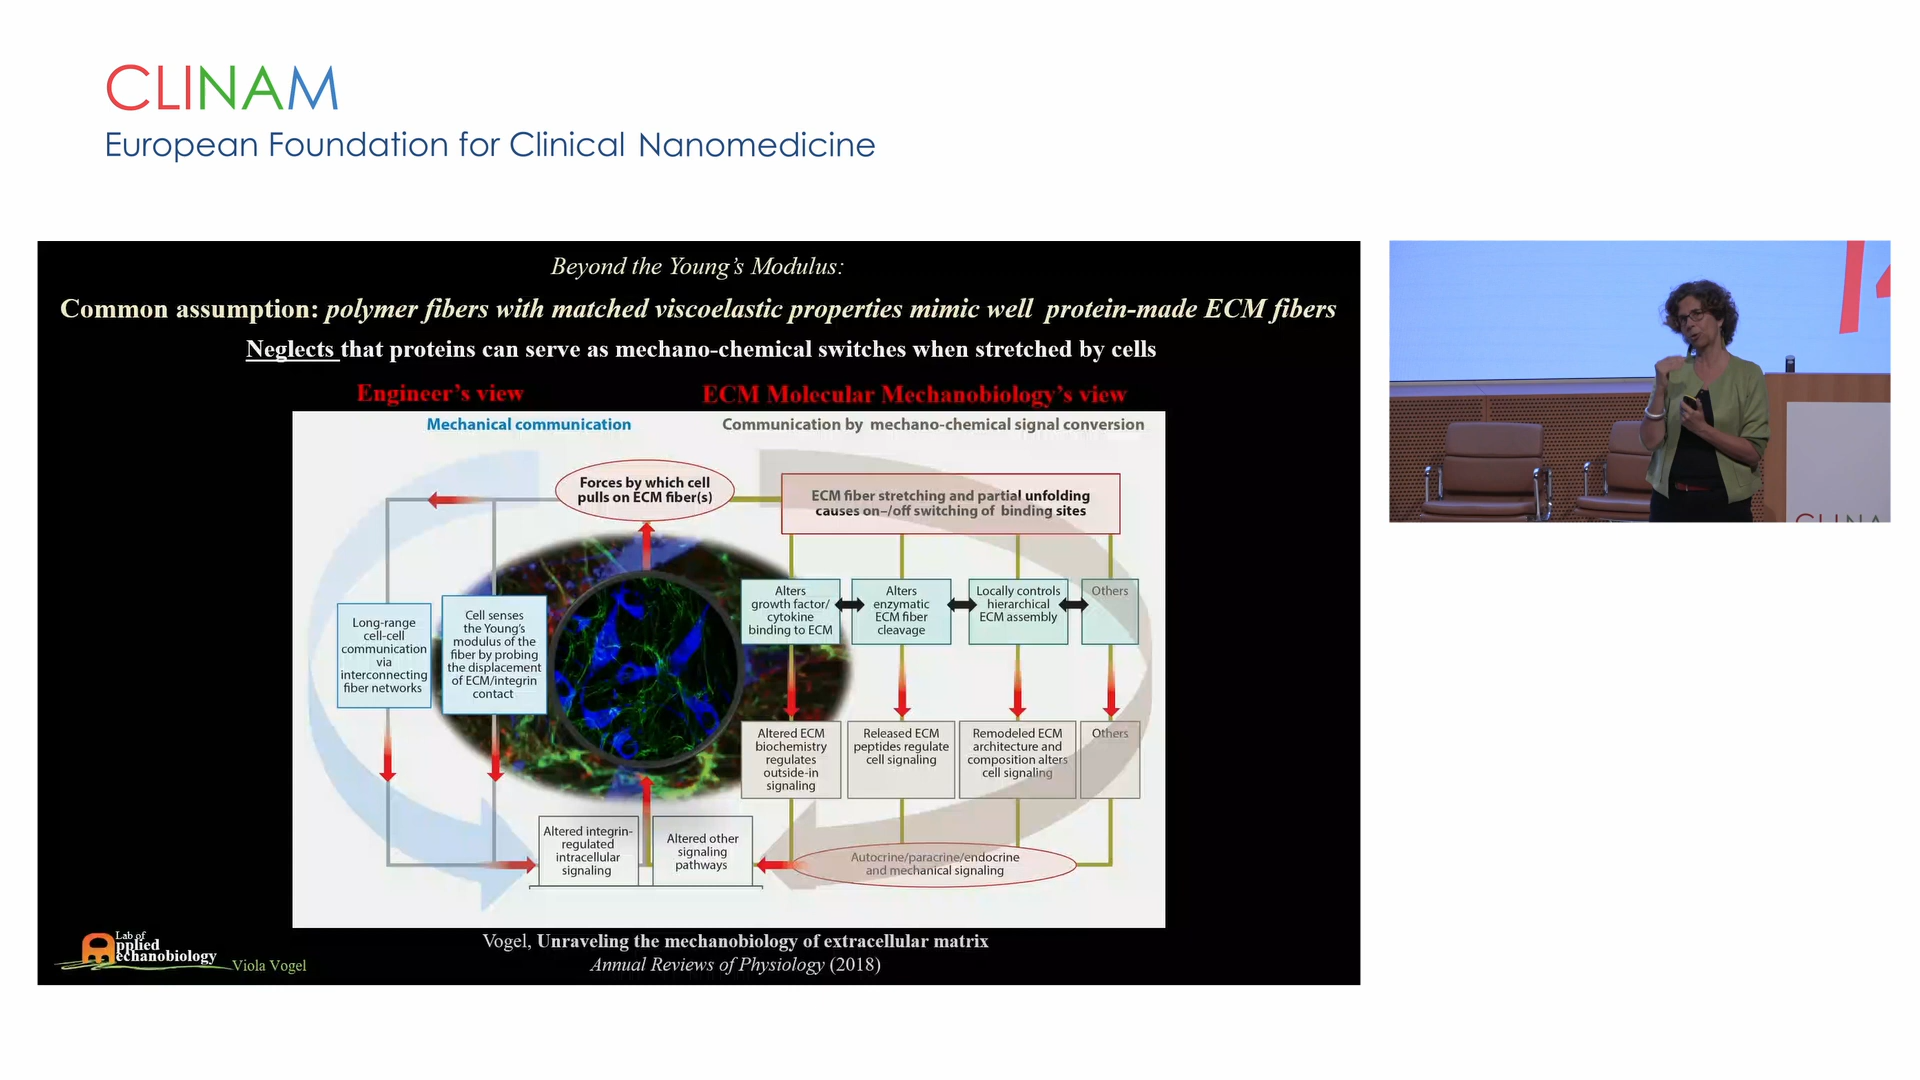 CLINAM
European Foundation for Clinical Nanomedicine
Beyond the Young's Modulus:
Common assumption: polymer fibers with matched viscoelastic properties mimic well protein-made ECM fibers
Neglects that proteins can serve as mechano-chemical switches when stretched by cells
Engineer's view
ECM Molecular Mechanobiology's view
Mechanical communication
Communication by mechano-chemical signal conversion
Forces by which cell
pulls on ECM fiber(s)
ECM fiber stretching and partial unfolding
causes on–/off switching of binding sites
Long-range
cell-cell
communication
via
interconnecting
fiber networks
Cell senses
the Young's
modulus of the
fiber by probing
the displacement
of ECM/integrin
contact
Alters
growth factor/
cytokine
binding to ECM
Alters
enzymatic
ECM fiber
cleavage
Locally controls
hierarchical
ECM assembly
Others
Altered ECM
biochemistry
regulates
outside-in
signaling
Released ECM
peptides regulate
cell signaling
Remodeled ECM
architecture and
composition alters
cell signaling
Others
Altered integrin-
regulated
intracellular
signaling
Altered other
signaling
pathways
Autocrine/paracrine/endocrine
and mechanical signaling
Lab of
pplied
echanobiology
Viola Vogel
Vogel, Unraveling the mechanobiology of extracellular matrix
Annual Reviews of Physiology (2018)
CLINA